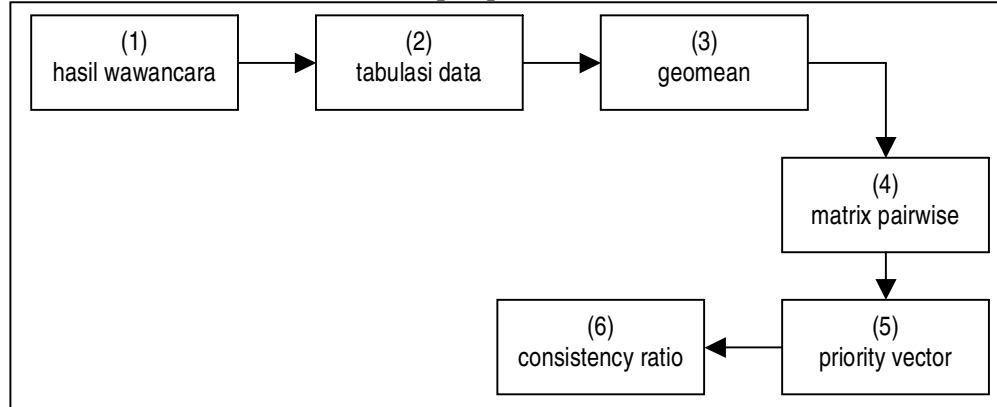 (1)
hasil wawancara
(2)
tabulasi data
(3)
geomean
(4)
matrix pairwise
(5)
priority vector
(6)
consistency ratio